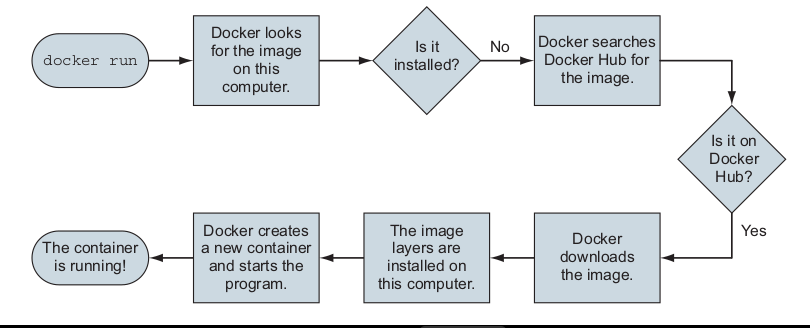 docker run
Docker looks
for the image
on this
computer.
Is it
installed?
No
Docker searches
Docker Hub for
the image.
Is it on
Docker
Hub?
Yes
Docker
downloads
the image.
The image
layers are
installed on
this computer.
Docker creates
a new container
and starts the
program.
The container
is running!